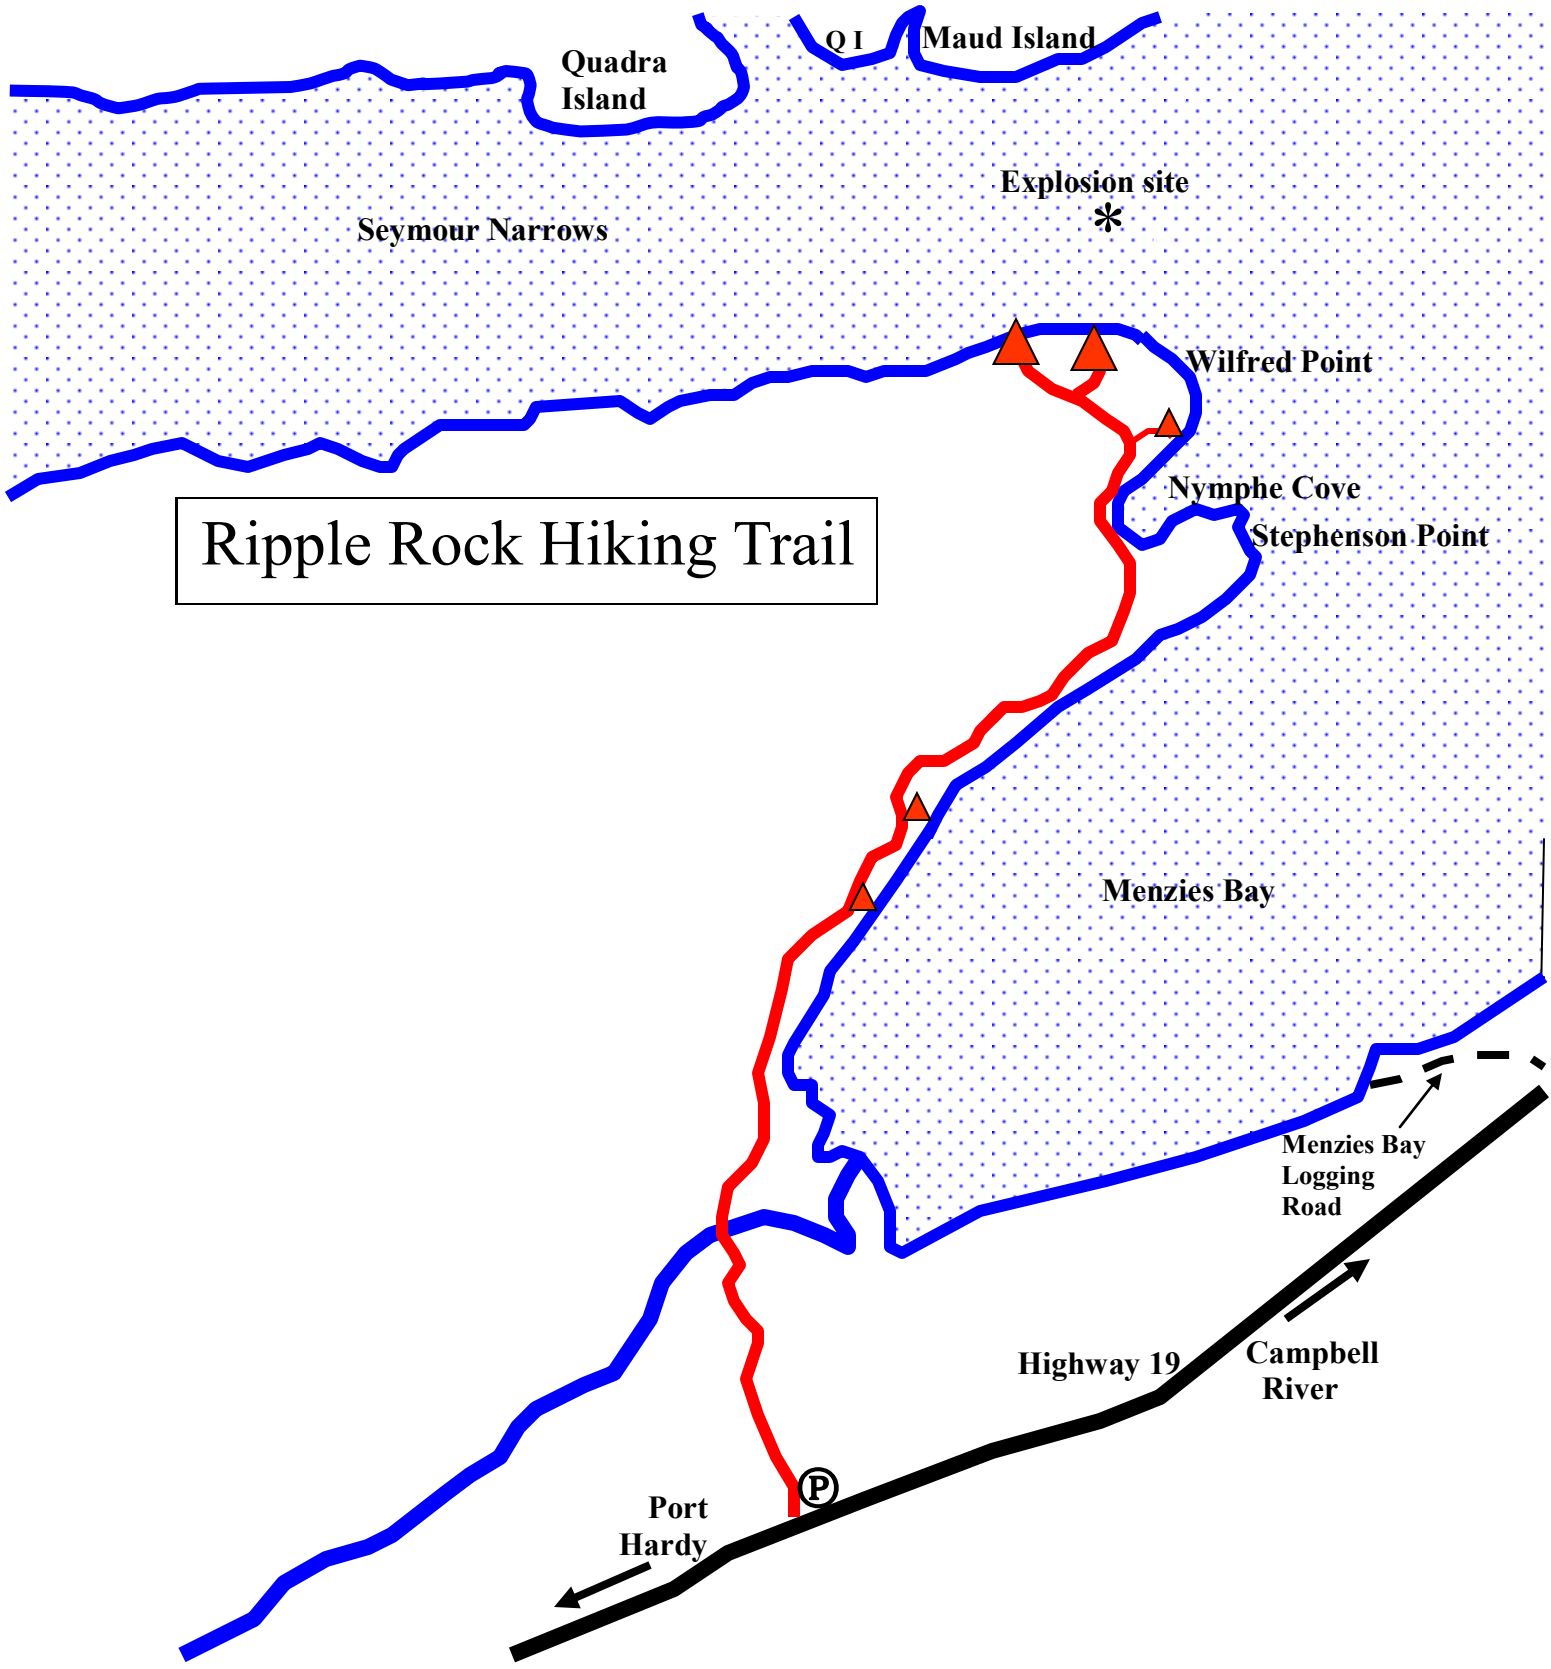 Q I
Maud Island
Quadra
Island
Explosion site
*
Seymour Narrows
Wilfred Point
Nymphe Cove
Stephenson Point
Ripple Rock Hiking Trail
Menzies Bay
Menzies Bay
Logging
Road
Highway 19
Campbell
River
P
Port
Hardy